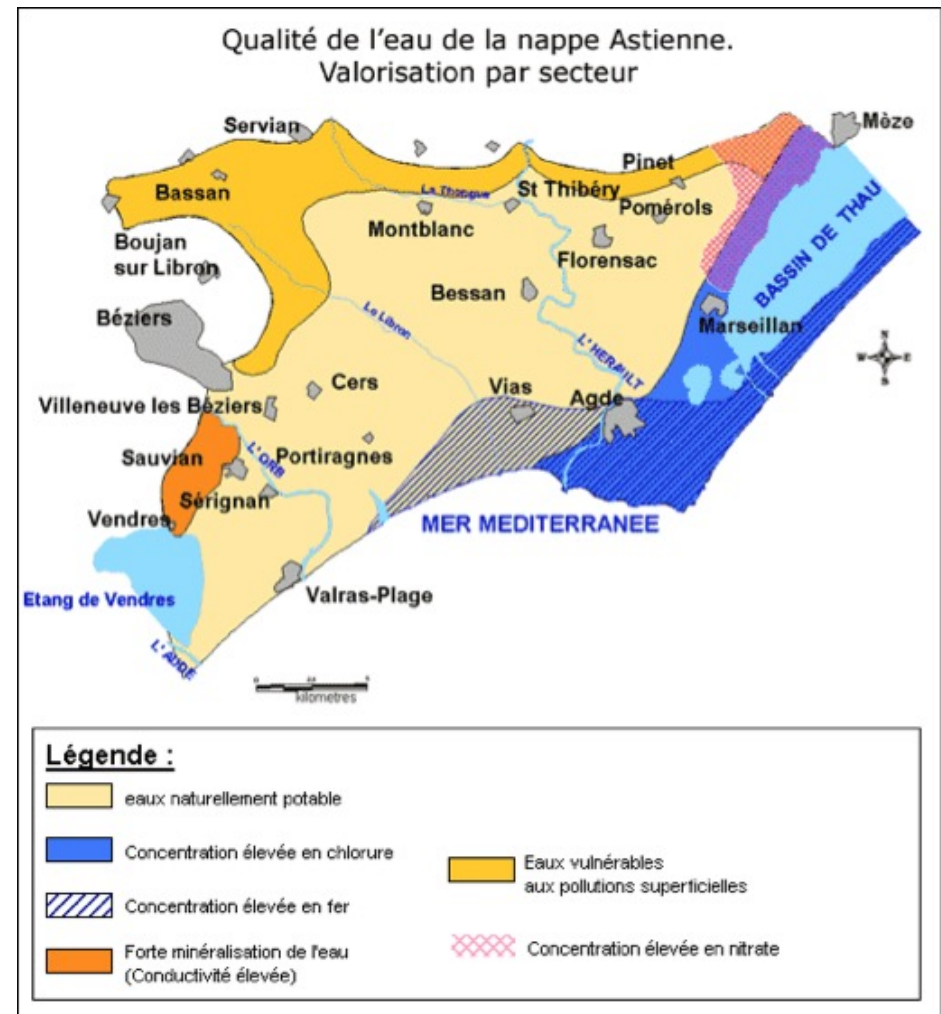 Qualité de l'eau de la nappe Astienne.
Valorisation par secteur
Servian
Mèze
Bassan
Pinet
La Thongue
St Thibéry
Pomérols
Montblanc
Boujan
sur Libron
Florensac
BASSIN DE THAU
Bessan
Béziers
Le Libron
Marseillan
L' HERAULT
N
W
E
S
Cers
Vias
Agde
Villeneuve les Béziers
L' ORB
Portiragnes
Sauvian
Sérignan
Vendres
MER MEDITERRANEE
Etang de Vendres
Valras-Plage
L' AUDE
kilometres
Légende :
eaux naturellement potable
Concentration élevée en chlorure
Eaux vulnérables
aux pollutions superficielles
Concentration élevée en fer
Forte minéralisation de l'eau
(Conductivité élevée)
Concentration élevée en nitrate